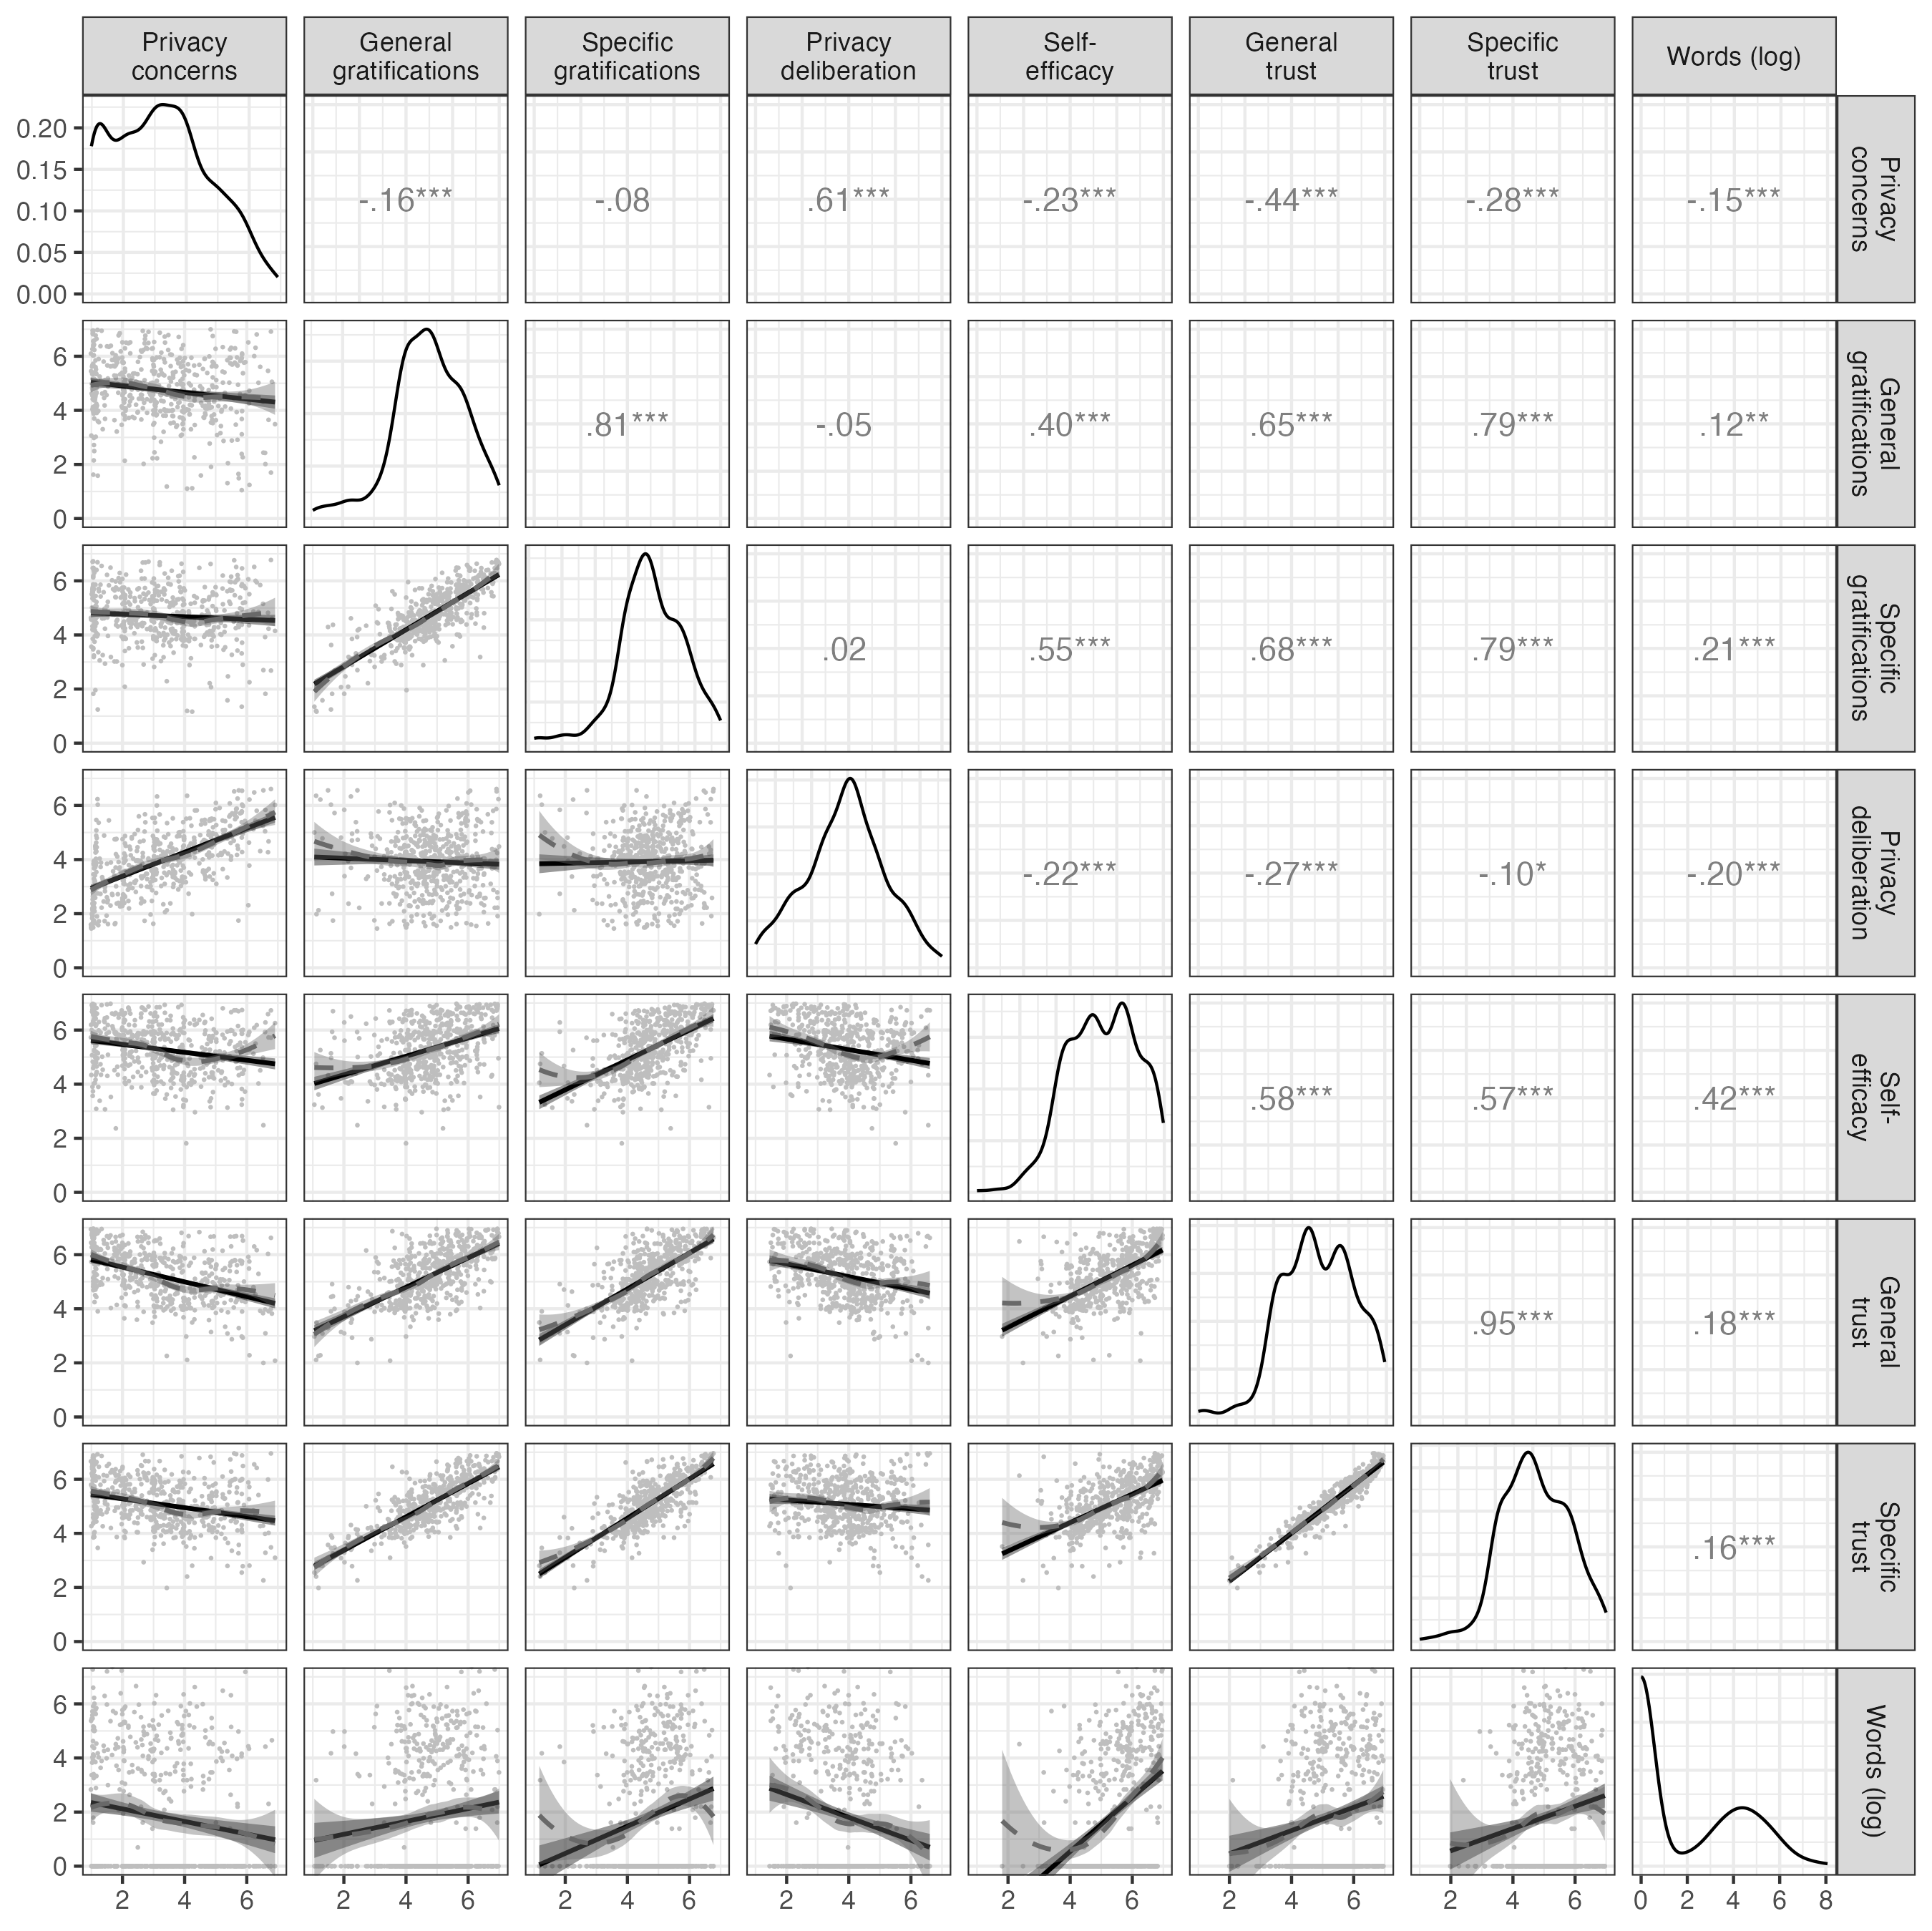 Privacy
concerns
General
gratifications
Specific
gratifications
Privacy
deliberation
Self-
efficacy
General
trust
Specific
trust
Words (log)
0.20
0.15
0.10
0.05
0.00
-.16***
-.08
.61***
-.23***
-.44***
-.28***
-.15***
Privacy
concerns
6
4
2
0
.81***
-.05
.40***
.65***
.79***
.12**
General
gratifications
6
4
2
0
.02
.55***
.68***
.79***
.21***
Specific
gratifications
6
4
2
0
-.22***
-.27***
-.10*
-.20***
Privacy
deliberation
6
4
2
0
.58***
.57***
.42***
Self-
efficacy
6
4
2
0
.95***
.18***
General
trust
6
4
2
0
.16***
Specific
trust
6
4
2
0
Words (log)
2 4 6
2 4 6
2 4 6
2 4 6
2 4 6
2 4 6
2 4 6
0 2 4 6 8